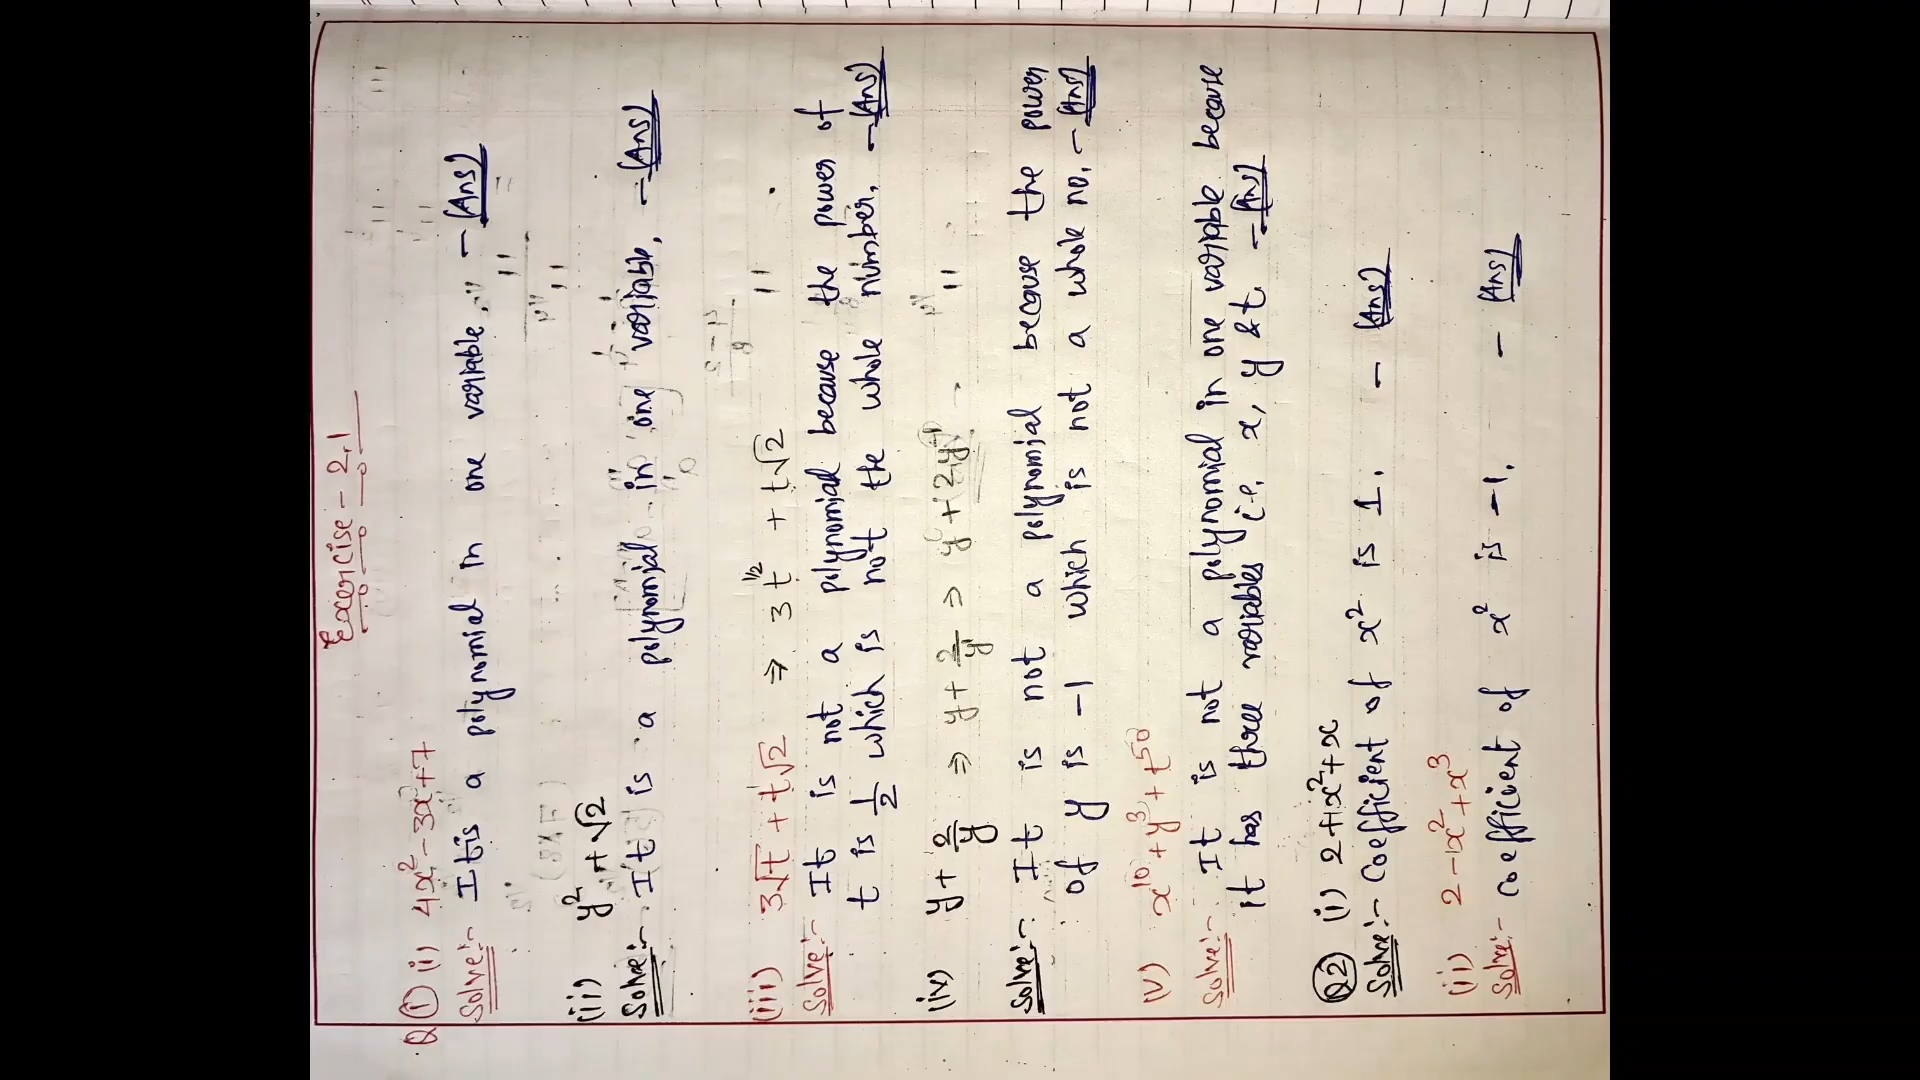 Exercise - 2.1
Q① (i) 4x² - 3x + 7
Solve:- It is a polynomial in one variable. - (Ans)
(ii) y² + √2
Solve:- It is a polynomial in one variable. - (Ans)
(iii) 3√t + t√2 ⇒ 3t^½ + t√2
Solve:- It is not a polynomial because the power of
t is 1/2 which is not the whole number. - (Ans)
(iv) y + 2/y ⇒ y + 2/y ⇒ y + 2y⁻¹
Solve:- It is not a polynomial because the power
of y is -1 which is not a whole no. - (Ans)
(v) x¹⁰ + y³ + t⁵⁰
Solve:- It is not a polynomial in one variable because
it has three variables i.e. x, y & t. - (Ans)
Q2 (i) 2 + x² + x
Solve:- Coefficient of x² is 1. - (Ans)
(ii) 2 - x² + x³
Solve:- Coefficient of x² is -1. - (Ans)